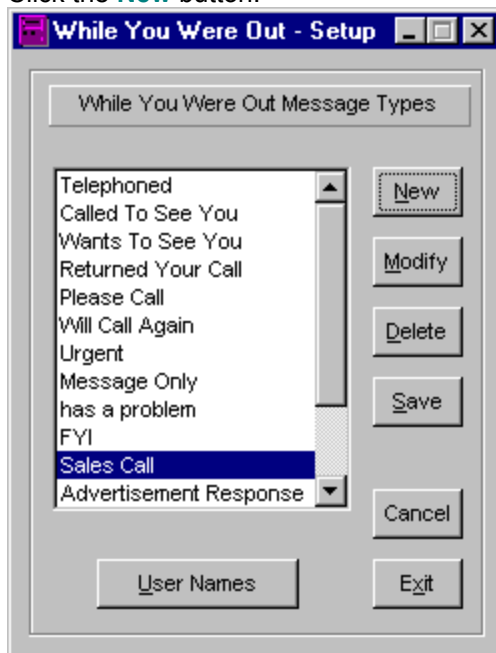 Click the New button.
While You Were Out - Setup
While You Were Out Message Types
Telephoned
Called To See You
Wants To See You
Returned Your Call
Please Call
Will Call Again
Urgent
Message Only
has a problem
FYI
Sales Call
Advertisement Response
New
Modify
Delete
Save
Cancel
User Names
Exit